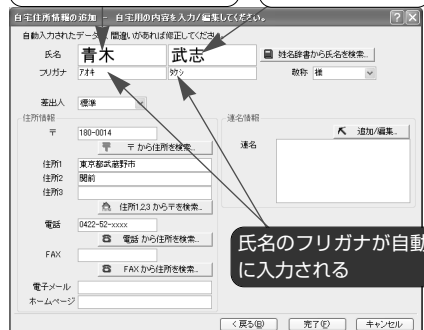 自宅住所情報の追加 - 自宅用の内容を入力/編集してください。
自動入力されたデータに間違いがあれば修正してください。
氏名 青木 武志 姓名辞書から氏名を検索...
フリガナ アオキ タケシ 敬称 様
差出人 標準
住所情報 連名情報
〒 180-0014 追加/編集...
〒 から住所を検索... 連名
住所1 東京都武蔵野市
住所2 関前
住所3
住所1,2,3 から〒を検索...
電話 0422-52-xxxx
電話 から住所を検索...
FAX
FAX から住所を検索...
氏名のフリガナが自動
に入力される
電子メール
ホームページ
< 戻る(B) 完了(F) キャンセル